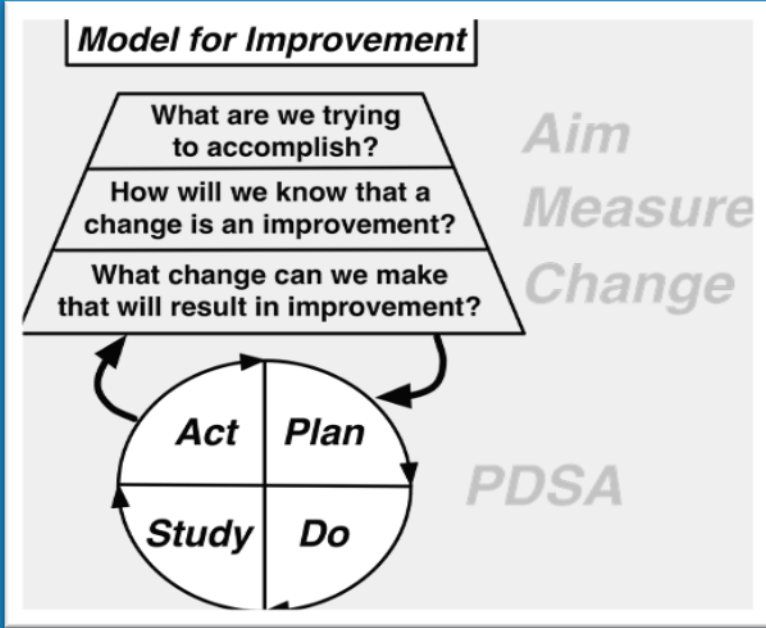 Model for Improvement
What are we trying
to accomplish?
Aim
How will we know that a
change is an improvement?
Measure
What change can we make
that will result in improvement?
Change
Act
Plan
Study
Do
PDSA